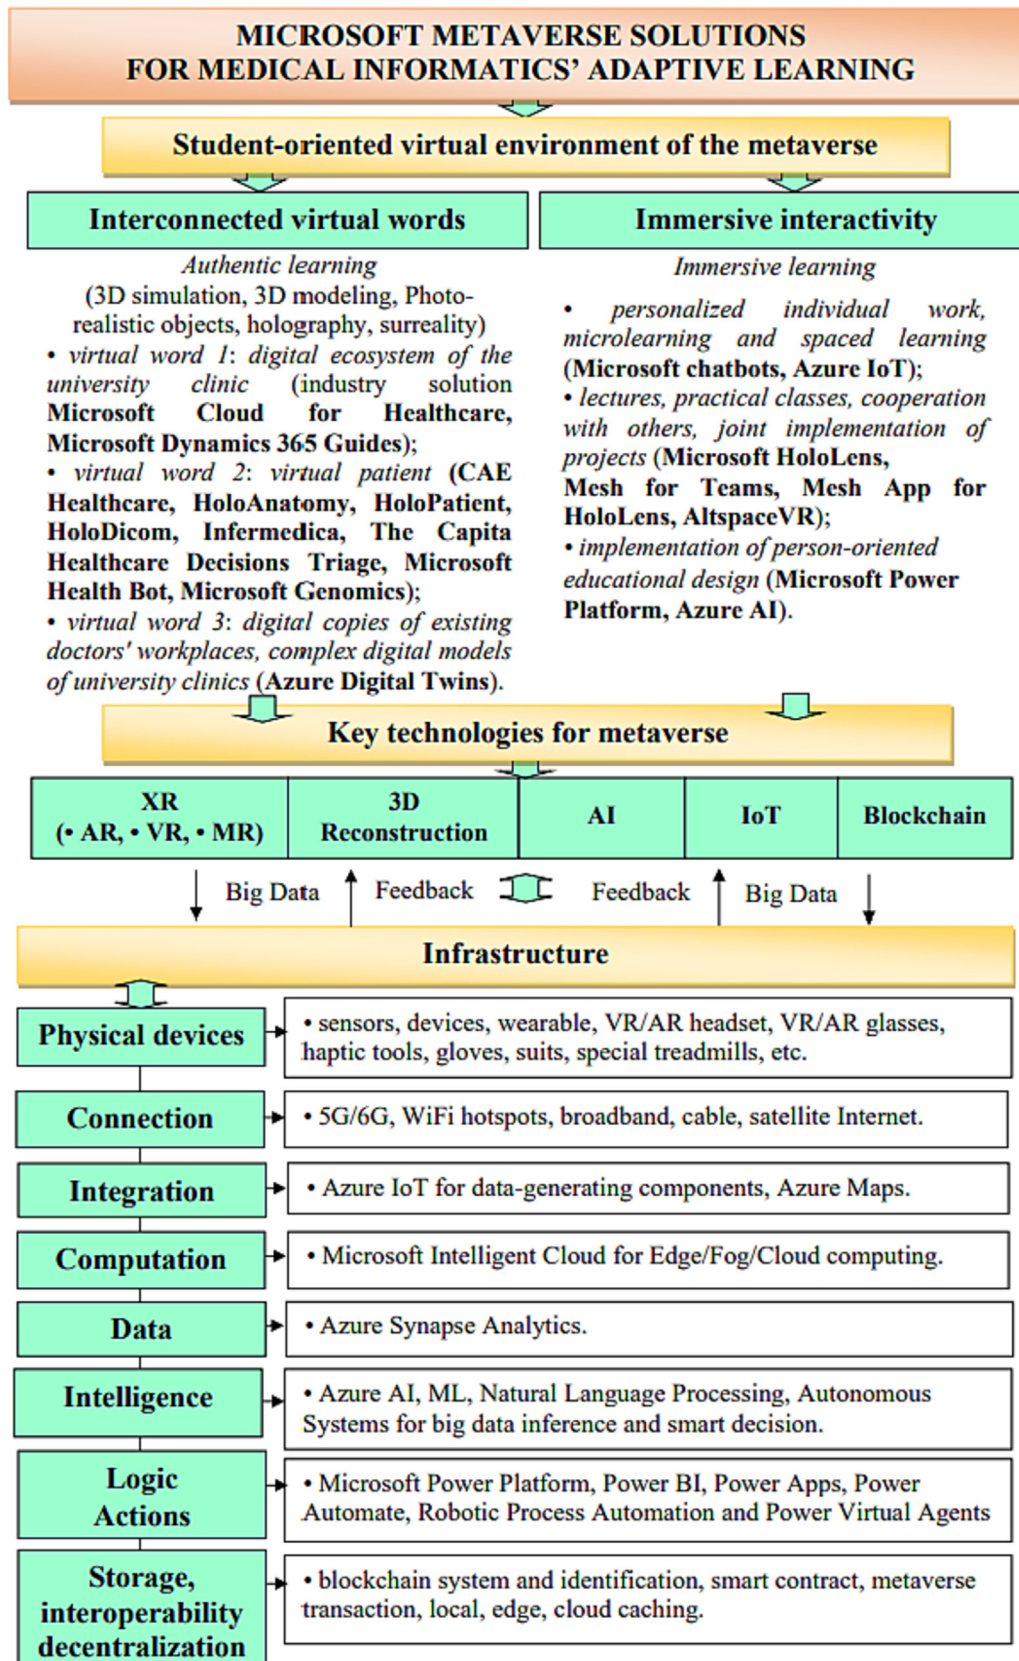 MICROSOFT METAVERSE SOLUTIONS
FOR MEDICAL INFORMATICS' ADAPTIVE LEARNING
Student-oriented virtual environment of the metaverse
Interconnected virtual words
Authentic learning
(3D simulation, 3D modeling, Photo-
realistic objects, holography, surreality)
• virtual word 1: digital ecosystem of the
university clinic (industry solution
Microsoft Cloud for Healthcare,
Microsoft Dynamics 365 Guides);
• virtual word 2: virtual patient (CAE
Healthcare, HoloAnatomy, HoloPatient,
HoloDicom, Infermedica, The Capita
Healthcare Decisions Triage, Microsoft
Health Bot, Microsoft Genomics);
• virtual word 3: digital copies of existing
doctors' workplaces, complex digital models
of university clinics (Azure Digital Twins).
Immersive interactivity
Immersive learning
• personalized individual work,
microlearning and spaced learning
(Microsoft chatbots, Azure IoT);
• lectures, practical classes, cooperation
with others, joint implementation of
projects (Microsoft HoloLens,
Mesh for Teams, Mesh App for
HoloLens, AltspaceVR);
• implementation of person-oriented
educational design (Microsoft Power
Platform, Azure AI).
Key technologies for metaverse
XR
(• AR, • VR, • MR)
3D
Reconstruction
AI
IoT
Blockchain
Big Data
Feedback
Feedback
Big Data
Infrastructure
Physical devices
• sensors, devices, wearable, VR/AR headset, VR/AR glasses,
haptic tools, gloves, suits, special treadmills, etc.
Connection
• 5G/6G, WiFi hotspots, broadband, cable, satellite Internet.
Integration
• Azure IoT for data-generating components, Azure Maps.
Computation
• Microsoft Intelligent Cloud for Edge/Fog/Cloud computing.
Data
• Azure Synapse Analytics.
Intelligence
• Azure AI, ML, Natural Language Processing, Autonomous
Systems for big data inference and smart decision.
Logic
Actions
• Microsoft Power Platform, Power BI, Power Apps, Power
Automate, Robotic Process Automation and Power Virtual Agents
Storage,
interoperability
decentralization
• blockchain system and identification, smart contract, metaverse
transaction, local, edge, cloud caching.